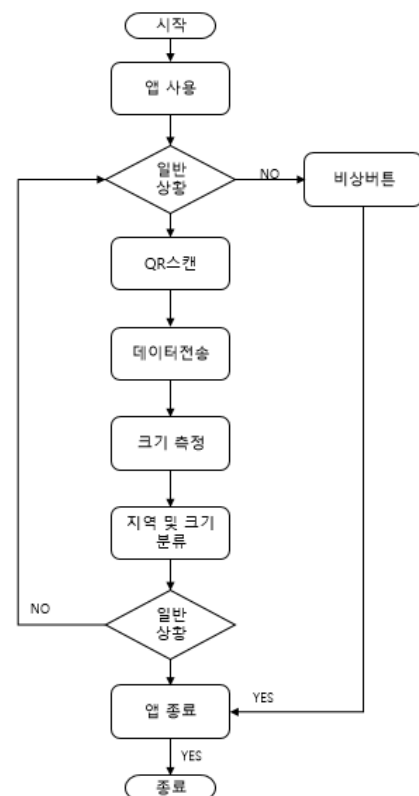 시작
앱 사용
일반
상황
NO
비상버튼
QR스캔
데이터전송
크기 측정
지역 및 크기
분류
NO
일반
상황
앱 종료
YES
YES
종료